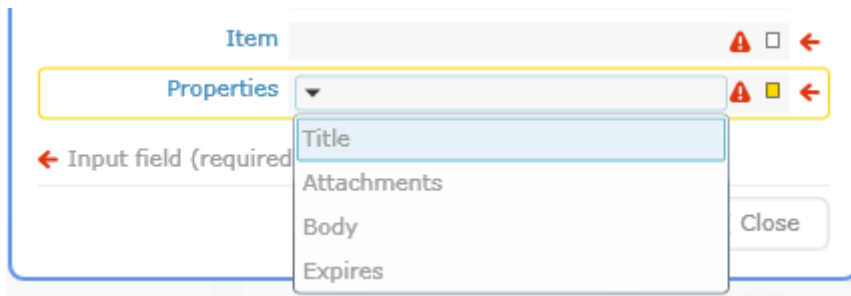 Item
Properties
Title
Input field (required
Attachments
Body
Close
Expires